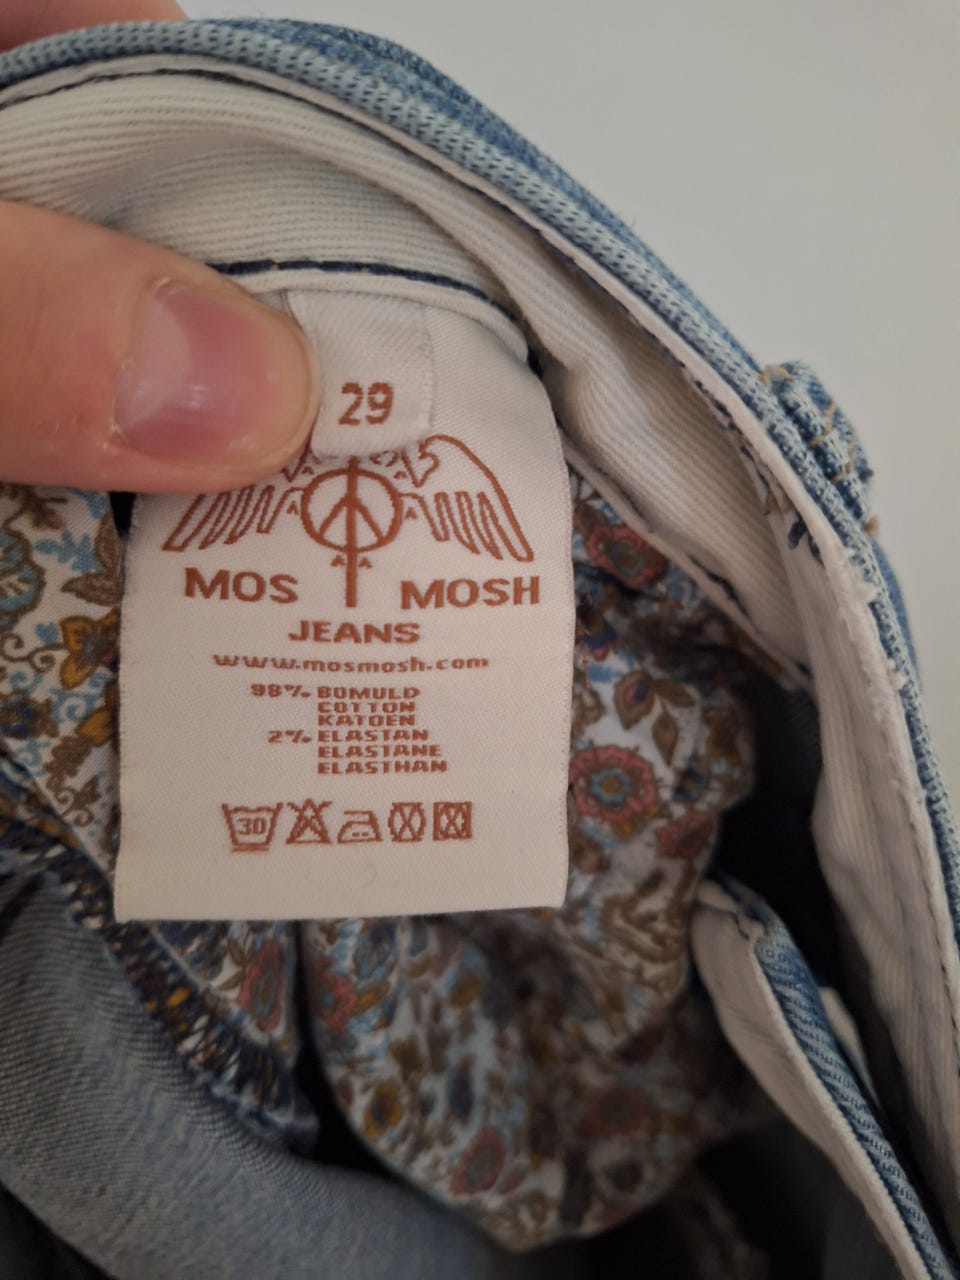 29
MOS MOSH
JEANS
www.mosmosh.com
98% BOMULD
COTTON
KATOEN
2% ELASTAN
ELASTANE
ELASTHAN
30